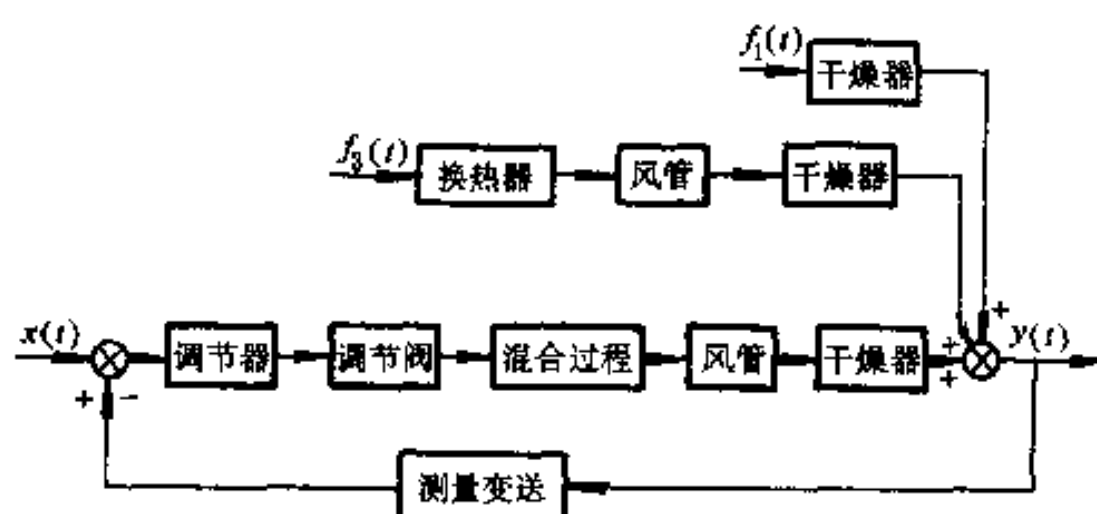 f₁(t) 干燥器
f₃(t) 换热器 风管 干燥器
+
x(t) 调节器 调节阀 混合过程 风管 干燥器 + y(t)
+ − +
测量变送